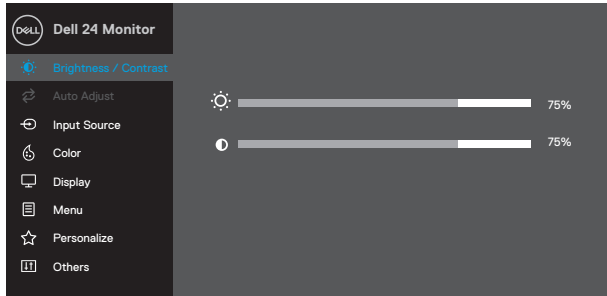 DELL
Dell 24 Monitor
Brightness / Contrast
Auto Adjust
Input Source
Color
Display
Menu
Personalize
Others
75%
75%